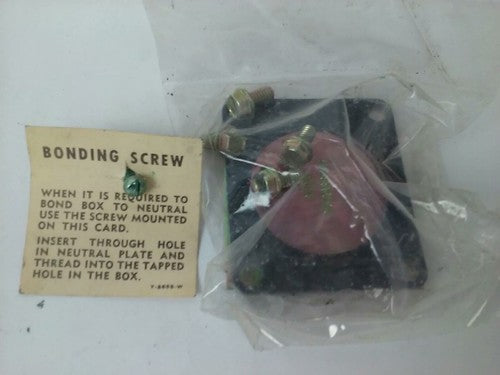 BONDING SCREW
WHEN IT IS REQUIRED TO
BOND BOX TO NEUTRAL
USE THE SCREW MOUNTED
ON THIS CARD.
INSERT THROUGH HOLE
IN NEUTRAL PLATE AND
THREAD INTO THE TAPPED
HOLE IN THE BOX.